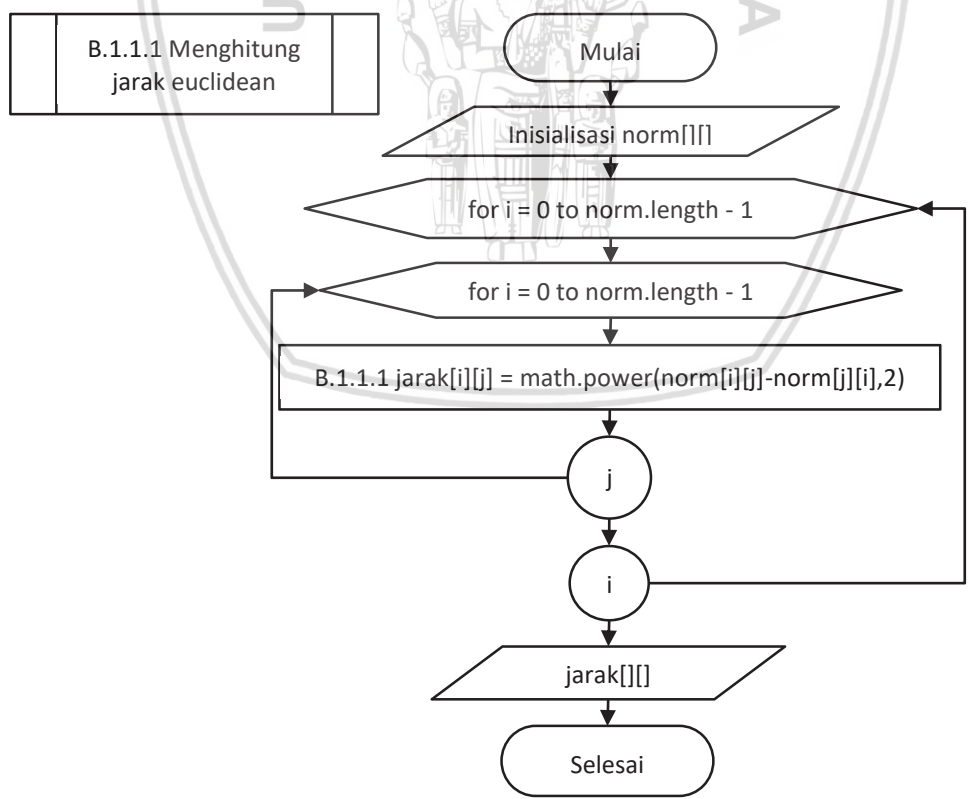 B.1.1.1 Menghitung
jarak euclidean
Mulai
Inisialisasi norm[][]
for i = 0 to norm.length - 1
for i = 0 to norm.length - 1
B.1.1.1 jarak[i][j] = math.power(norm[i][j]-norm[j][i],2)
j
i
jarak[][]
Selesai
U
A